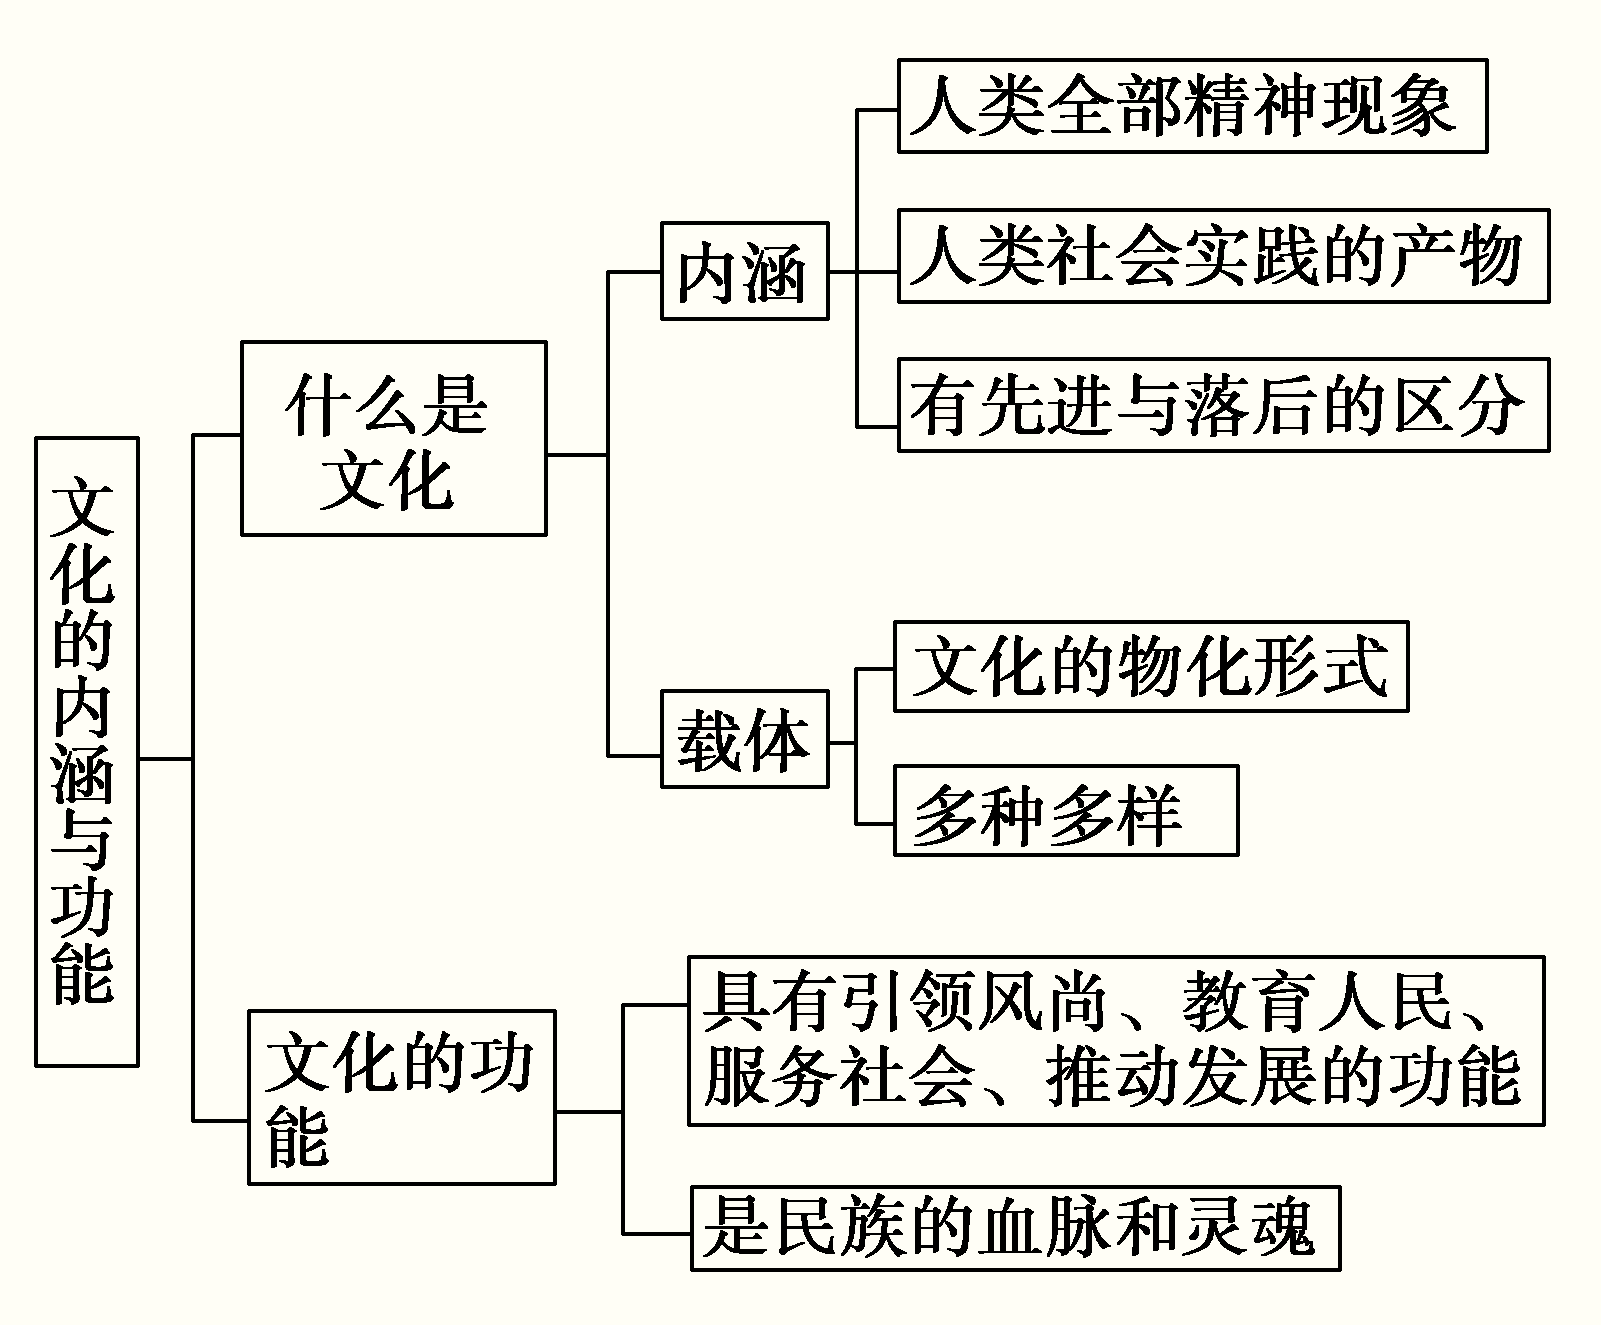 文化的内涵与功能
什么是
文化
内涵
人类全部精神现象
人类社会实践的产物
有先进与落后的区分
载体
文化的物化形式
多种多样
文化的功
能
具有引领风尚、教育人民、
服务社会、推动发展的功能
是民族的血脉和灵魂